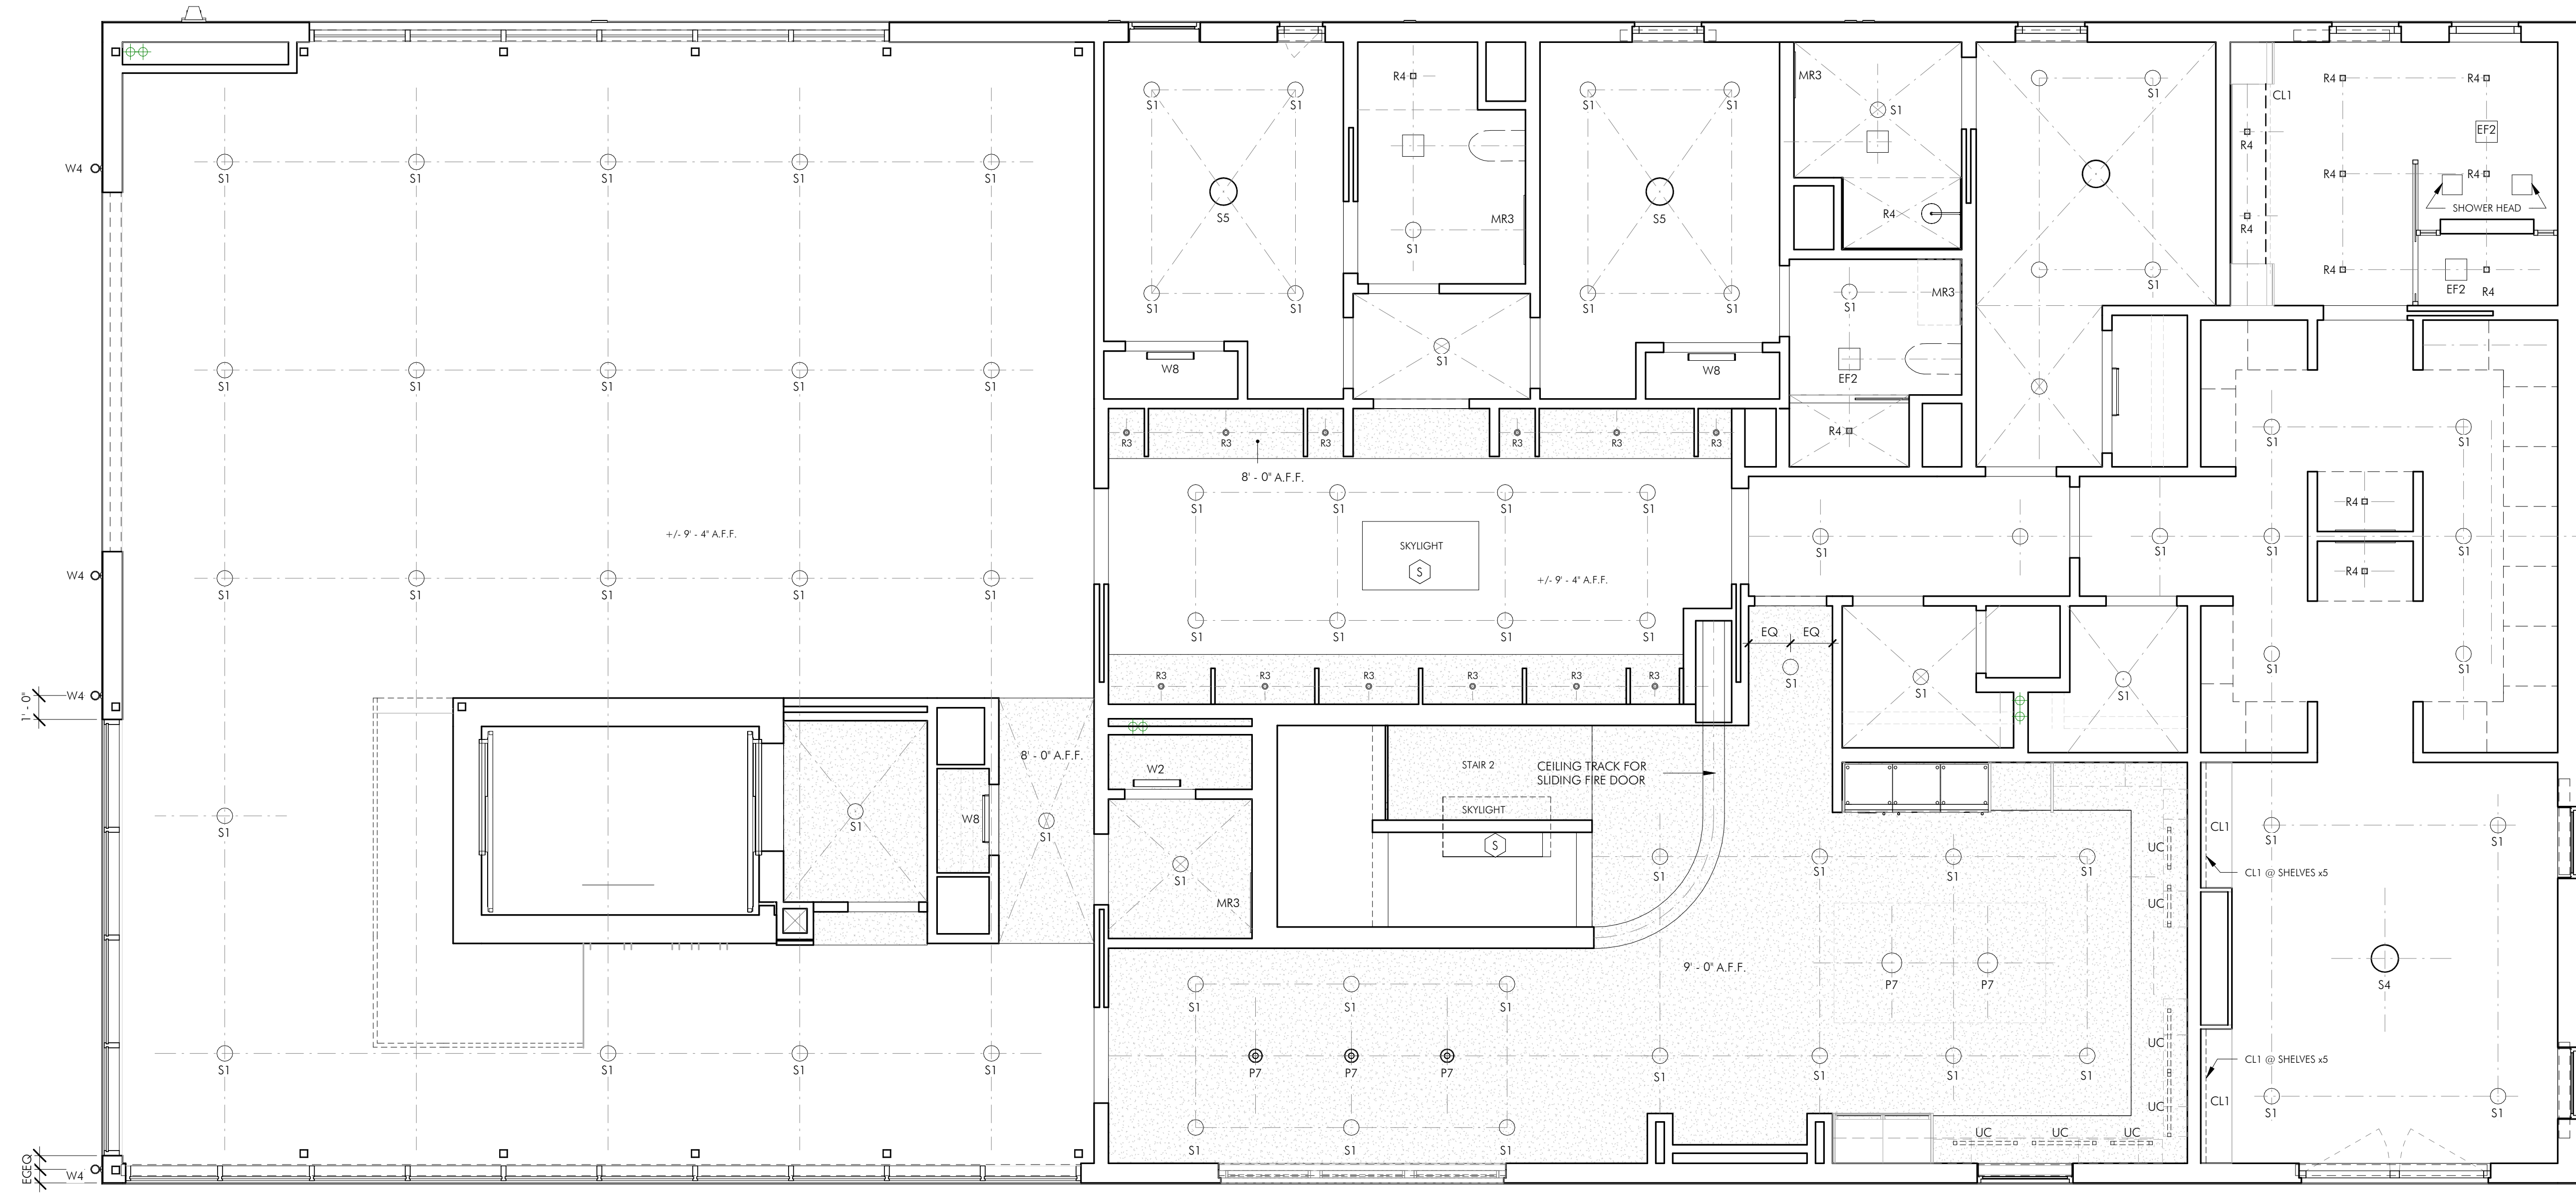 R4
MR3
R4
R4
S1
S1
S1
S1
S1
CL1
EF2
R4
W4
S1
S1
S1
S1
S1
R4
R4
S5
MR3
S5
R4
SHOWER HEAD
S1
R4
S1
S1
S1
S1
S1
S1
MR3
R4
EF2
R4
S1
W8
S1
W8
EF2
S1
S1
S1
S1
S1
R3
R3
R3
R3
R3
R3
R4
S1
S1
8' - 0" A.F.F.
R4
S1
S1
S1
S1
+/- 9' - 4" A.F.F.
SKYLIGHT
S
+/- 9' - 4" A.F.F.
S1
S1
S1
S1
R4
W4
S1
S1
S1
S1
S1
S1
S1
S1
S1
EQ
EQ
R3
R3
R3
R3
R3
R3
S1
S1
S1
S1
S1
1' - 0"
W4
8' - 0" A.F.F.
W2
STAIR 2
CEILING TRACK FOR
SLIDING FIRE DOOR
SKYLIGHT
S
S1
S1
W8
S1
S1
MR3
S1
S1
S1
S1
UC
UC
CL1
S1
S1
CL1 @ SHELVES x5
9' - 0" A.F.F.
P7
P7
S4
S1
S1
S1
P7
P7
P7
S1
S1
S1
S1
UC
UC
CL1 @ SHELVES x5
CL1
S1
S1
S1
S1
S1
S1
S1
S1
S1
UC
UC
UC
EQ
EQ
W4